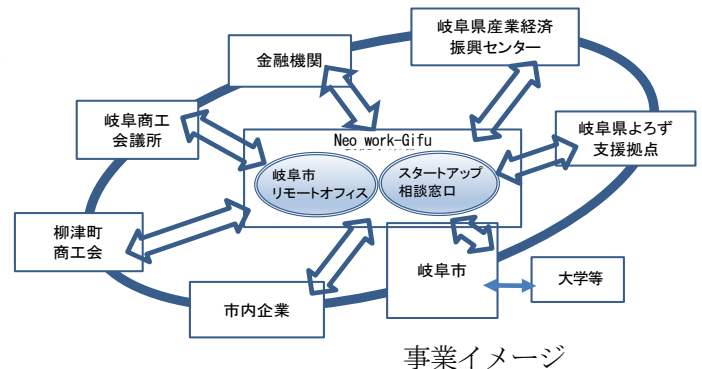 岐阜県産業経済
振興センター
金融機関
岐阜商工
会議所
Neo work-Gifu
岐阜県よろず
支援拠点
岐阜市
リモートオフィス
スタートアップ
相談窓口
柳津町
商工会
岐阜市
大学等
市内企業
事業イメージ